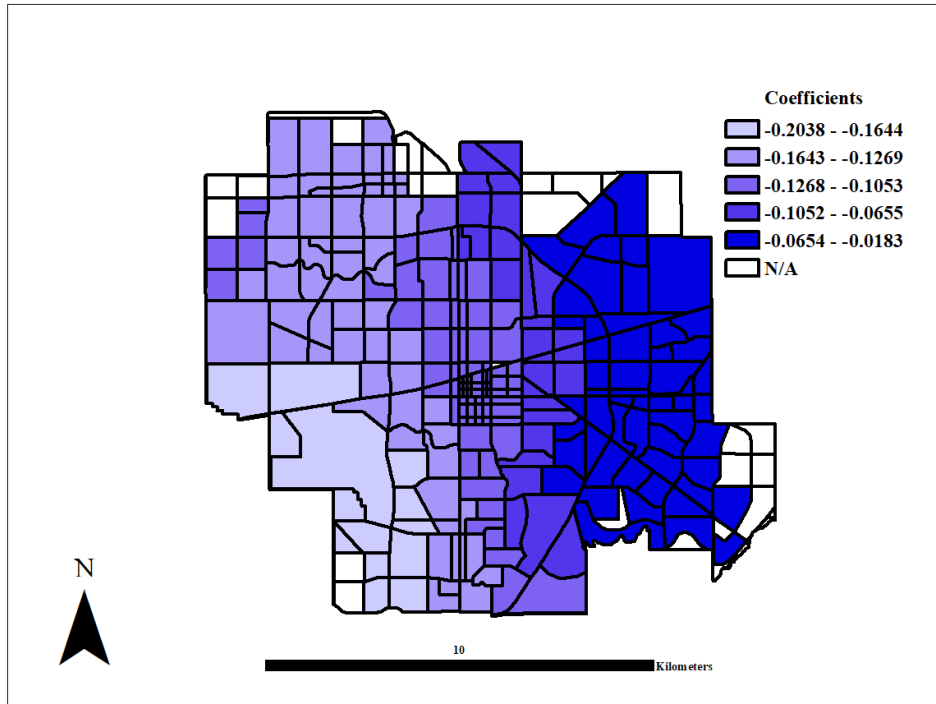 Coefficients
-0.2038 - -0.1644
-0.1643 - -0.1269
-0.1268 - -0.1053
-0.1052 - -0.0655
-0.0654 - -0.0183
N/A
N
10
Kilometers